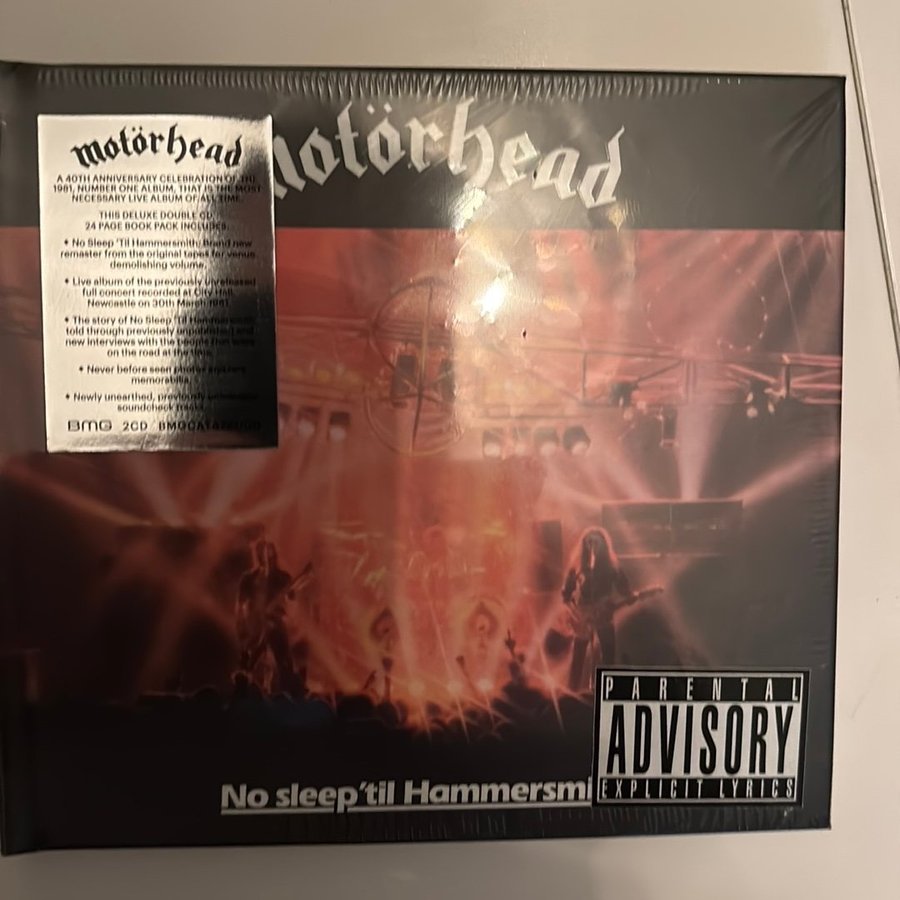 motörhead
A 40TH ANNIVERSARY CELEBRATION OF THE
1981, NUMBER ONE ALBUM, THAT IS THE MOST
NECESSARY LIVE ALBUM OF ALL TIME.
THIS DELUXE DOUBLE CD,
24 PAGE BOOK PACK INCLUDES:
• No Sleep 'Til Hammersmith, Brand new
remaster from the original tapes for venue
demolishing volume.
• Live album of the previously unreleased
full concert recorded at City Hall,
Newcastle on 30th March 1981.
• The story of No Sleep 'Til Hammersmith
told through previously unpublished and
new interviews with the people that were
on the road at the time.
• Never before seen photos and rare
memorabilia.
• Newly unearthed, previously unheard
soundcheck tracks.
BMG 2CD
motörhead
No sleep 'til Hammersmi
PARENTAL
ADVISORY
EXPLICIT LYRICS